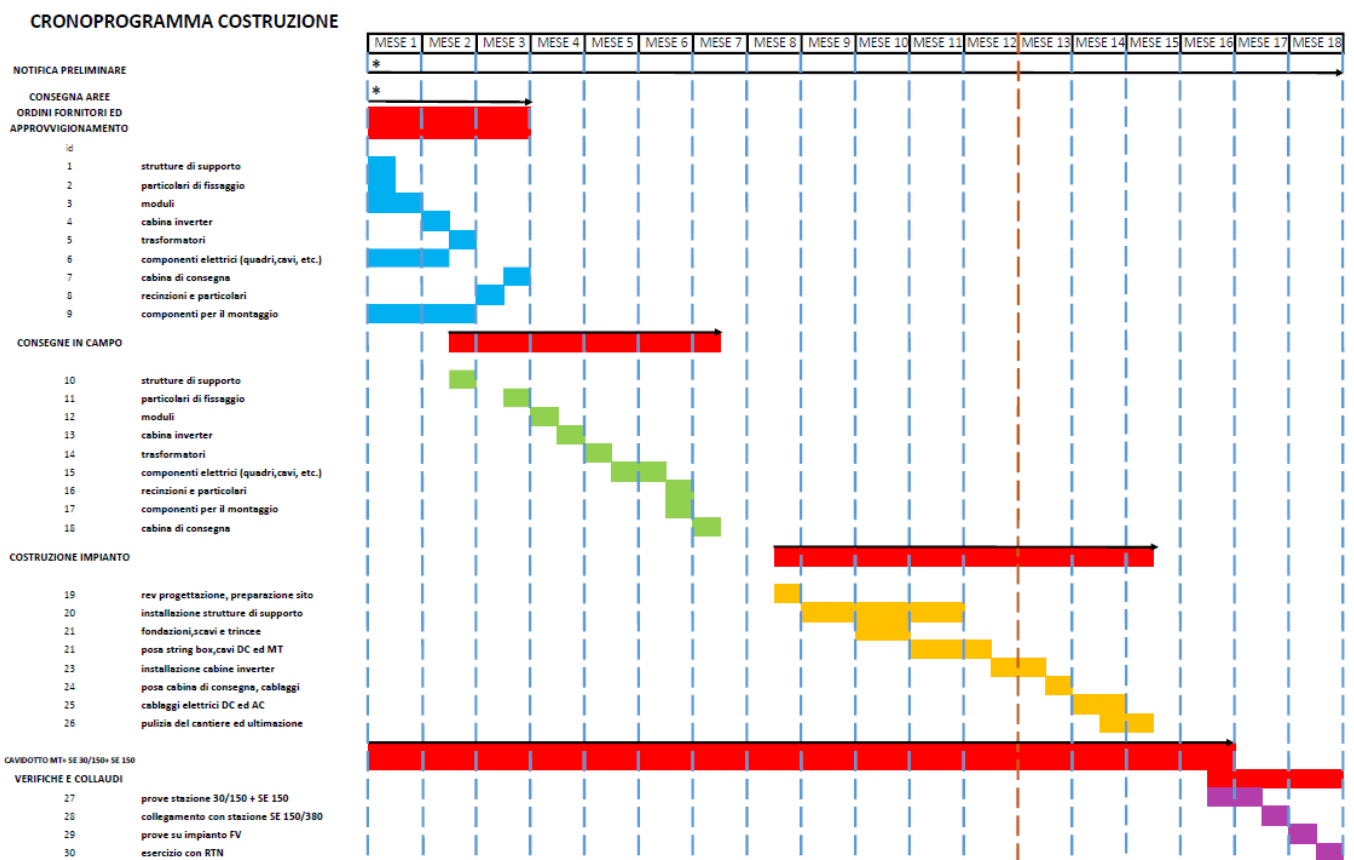 CRONOPROGRAMMA COSTRUZIONE
MESE 1 MESE 2 MESE 3 MESE 4 MESE 5 MESE 6 MESE 7 MESE 8 MESE 9 MESE 10 MESE 11 MESE 12 MESE 13 MESE 14 MESE 15 MESE 16 MESE 17 MESE 18
NOTIFICA PRELIMINARE *
CONSEGNA AREE *
ORDINI FORNITORI ED
APPROVVIGIONAMENTO
id
1 strutture di supporto
2 particolari di fissaggio
3 moduli
4 cabina inverter
5 trasformatori
6 componenti elettrici (quadri,cavi, etc.)
7 cabina di consegna
8 recinzioni e particolari
9 componenti per il montaggio
CONSEGNE IN CAMPO
10 strutture di supporto
11 particolari di fissaggio
12 moduli
13 cabina inverter
14 trasformatori
15 componenti elettrici (quadri,cavi, etc.)
16 recinzioni e particolari
17 componenti per il montaggio
18 cabina di consegna
COSTRUZIONE IMPIANTO
19 rev progettazione, preparazione sito
20 installazione strutture di supporto
21 fondazioni,scavi e trincee
21 posa string box,cavi DC ed MT
23 installazione cabine inverter
24 posa cabina di consegna, cablaggi
25 cablaggi elettrici DC ed AC
26 pulizia del cantiere ed ultimazione
CAVIDOTTO MT+ SE 30/150+ SE 150
VERIFICHE E COLLAUDI
27 prove stazione 30/150 + SE 150
28 collegamento con stazione SE 150/380
29 prove su impianto FV
30 esercizio con RTN